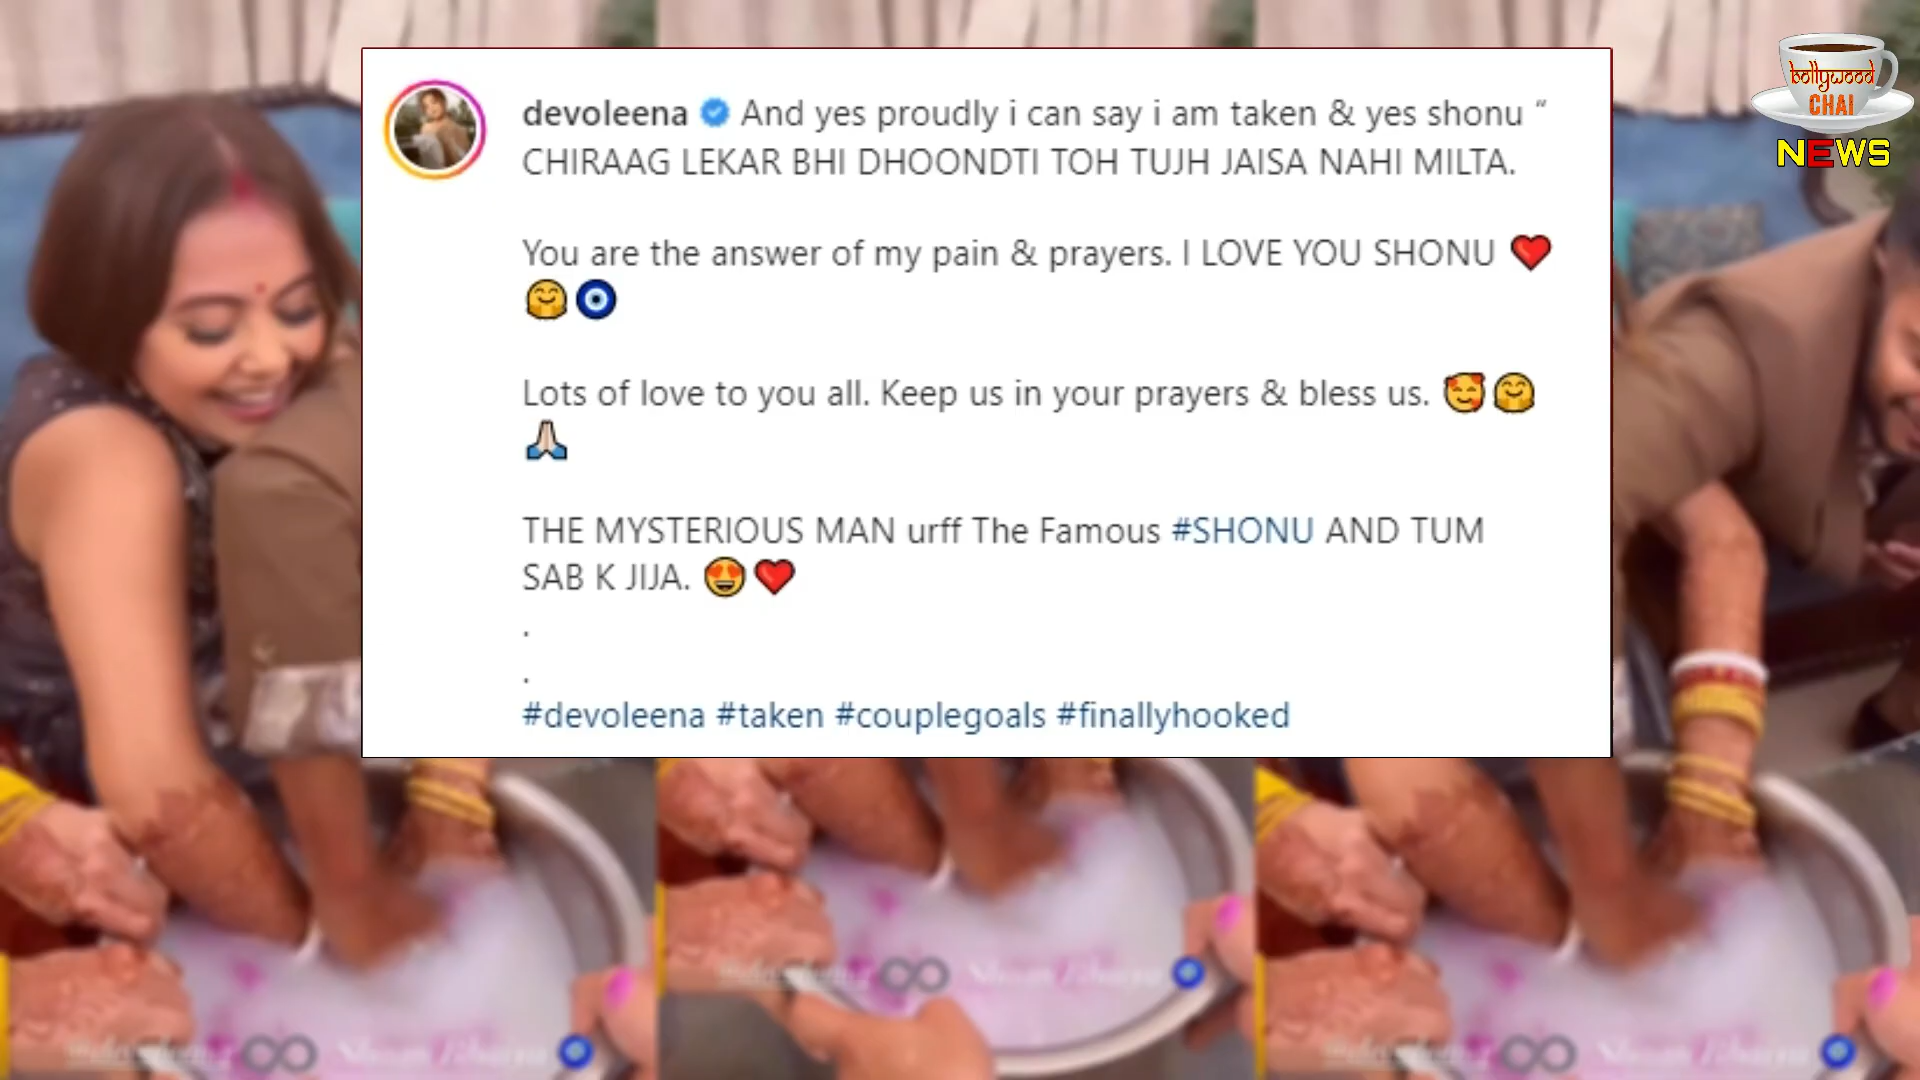 bollywood
CHAI
NEWS
devoleena And yes proudly i can say i am taken & yes shonu “
CHIRAAG LEKAR BHI DHOONDTI TOH TUJH JAISA NAHI MILTA.
You are the answer of my pain & prayers. I LOVE YOU SHONU ❤️
🤗🧿
Lots of love to you all. Keep us in your prayers & bless us. 🥰🤗
🙏🏻
THE MYSTERIOUS MAN urff The Famous #SHONU AND TUM
SAB K JIJA. 😍❤️
.
.
#devoleena #taken #couplegoals #finallyhooked